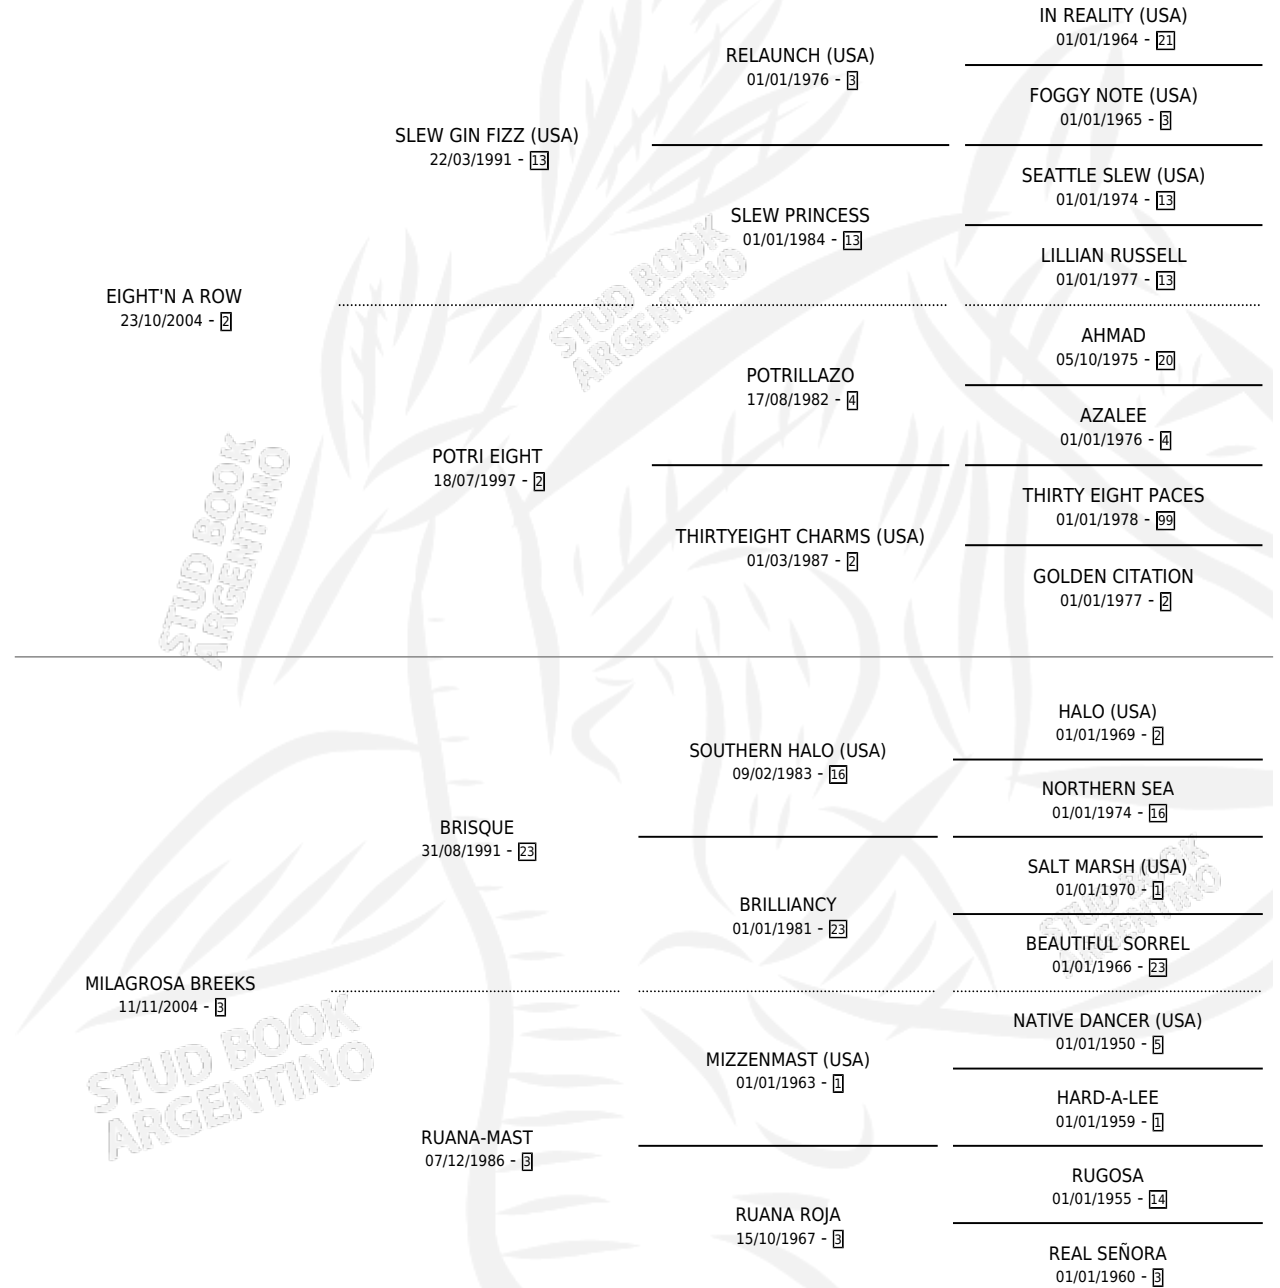 IN REALITY (USA)
01/01/1964 - 21
RELAUNCH (USA)
01/01/1976 - 3
FOGGY NOTE (USA)
01/01/1965 - 3
SLEW GIN FIZZ (USA)
22/03/1991 - 13
SEATTLE SLEW (USA)
01/01/1974 - 13
SLEW PRINCESS
01/01/1984 - 13
LILLIAN RUSSELL
01/01/1977 - 13
EIGHT'N A ROW
23/10/2004 - 2
STUD BOOK
ARGENTINO
AHMAD
05/10/1975 - 20
POTRILLAZO
17/08/1982 - 4
AZALEE
01/01/1976 - 4
POTRI EIGHT
18/07/1997 - 2
THIRTY EIGHT PACES
01/01/1978 - 99
THIRTYEIGHT CHARMS (USA)
01/03/1987 - 2
GOLDEN CITATION
01/01/1977 - 2
STUD BOOK
ARGENTINO
HALO (USA)
01/01/1969 - 2
SOUTHERN HALO (USA)
09/02/1983 - 16
NORTHERN SEA
01/01/1974 - 16
BRISQUE
31/08/1991 - 23
SALT MARSH (USA)
01/01/1970 - 1
BRILLIANCY
01/01/1981 - 23
STUD BOOK
ARGENTINO
BEAUTIFUL SORREL
01/01/1966 - 23
MILAGROSA BREEKS
11/11/2004 - 3
NATIVE DANCER (USA)
01/01/1950 - 5
MIZZENMAST (USA)
01/01/1963 - 1
STUD BOOK
ARGENTINO
HARD-A-LEE
01/01/1959 - 1
RUANA-MAST
07/12/1986 - 3
RUGOSA
01/01/1955 - 14
RUANA ROJA
15/10/1967 - 3
REAL SEÑORA
01/01/1960 - 3